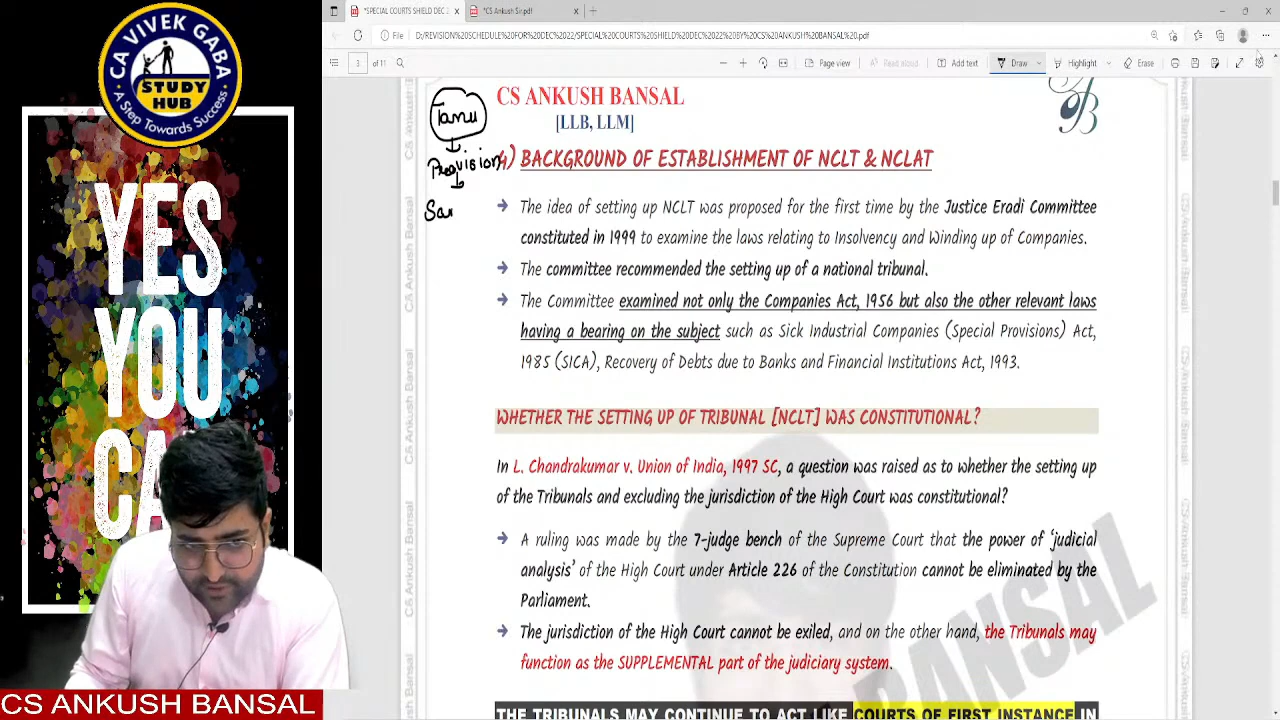 CA VIVEK GABA
STUDY
HUB
A Step Towards Success
YES
YOU
CA
CS ANKUSH BANSAL
*SPECIAL COURTS SHIELD DEC
*CS Ankush Sir.pdf
File
3
of 91
Page view
Read aloud
Add text
Draw
Highlight
Tanu
Provision
San
CS ANKUSH BANSAL
[LLB, LLM]
4) BACKGROUND OF ESTABLISHMENT OF NCLT & NCLAT
The idea of setting up NCLT was proposed for the first time by the Justice Eradi Committee
constituted in 1999 to examine the laws relating to Insolvency and Winding up of Companies.
The committee recommended the setting up of a national tribunal.
The Committee examined not only the Companies Act, 1956 but also the other relevant laws
having a bearing on the subject such as Sick Industrial Companies (Special Provisions) Act,
1985 (SICA), Recovery of Debts due to Banks and Financial Institutions Act, 1993.
WHETHER THE SETTING UP OF TRIBUNAL [NCLT] WAS CONSTITUTIONAL?
In L. Chandrakumar v. Union of India, 1997 SC, a question was raised as to whether the setting up
of the Tribunals and excluding the jurisdiction of the High Court was constitutional?
A ruling was made by the 7-judge bench of the Supreme Court that the power of 'judicial
analysis' of the High Court under Article 226 of the Constitution cannot be eliminated by the
Parliament.
The jurisdiction of the High Court cannot be exiled, and on the other hand, the Tribunals may
function as the SUPPLEMENTAL part of the judiciary system.
THE TRIBUNALS MAY CONTINUE TO ACT LIKE COURTS OF FIRST INSTANCE IN